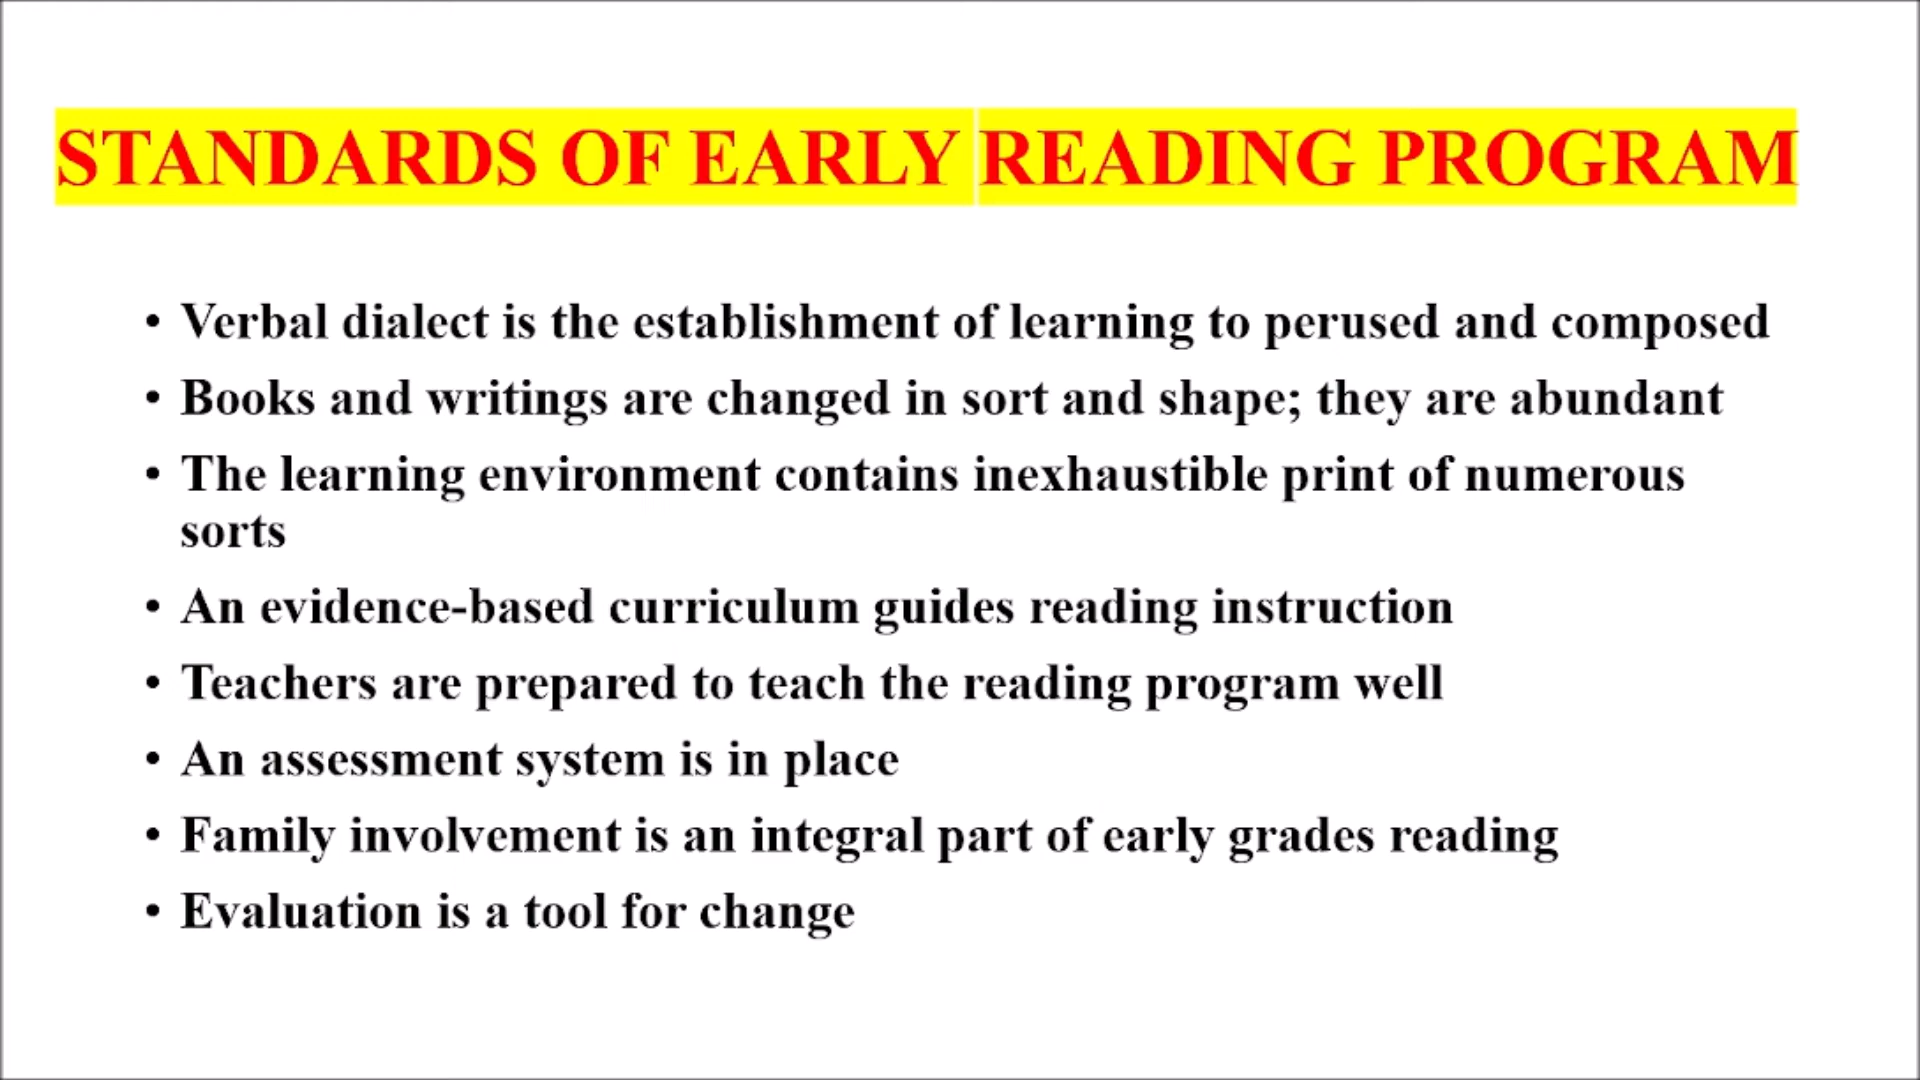 STANDARDS OF EARLY READING PROGRAM
• Verbal dialect is the establishment of learning to perused and composed
• Books and writings are changed in sort and shape; they are abundant
• The learning environment contains inexhaustible print of numerous
sorts
• An evidence-based curriculum guides reading instruction
• Teachers are prepared to teach the reading program well
• An assessment system is in place
• Family involvement is an integral part of early grades reading
• Evaluation is a tool for change